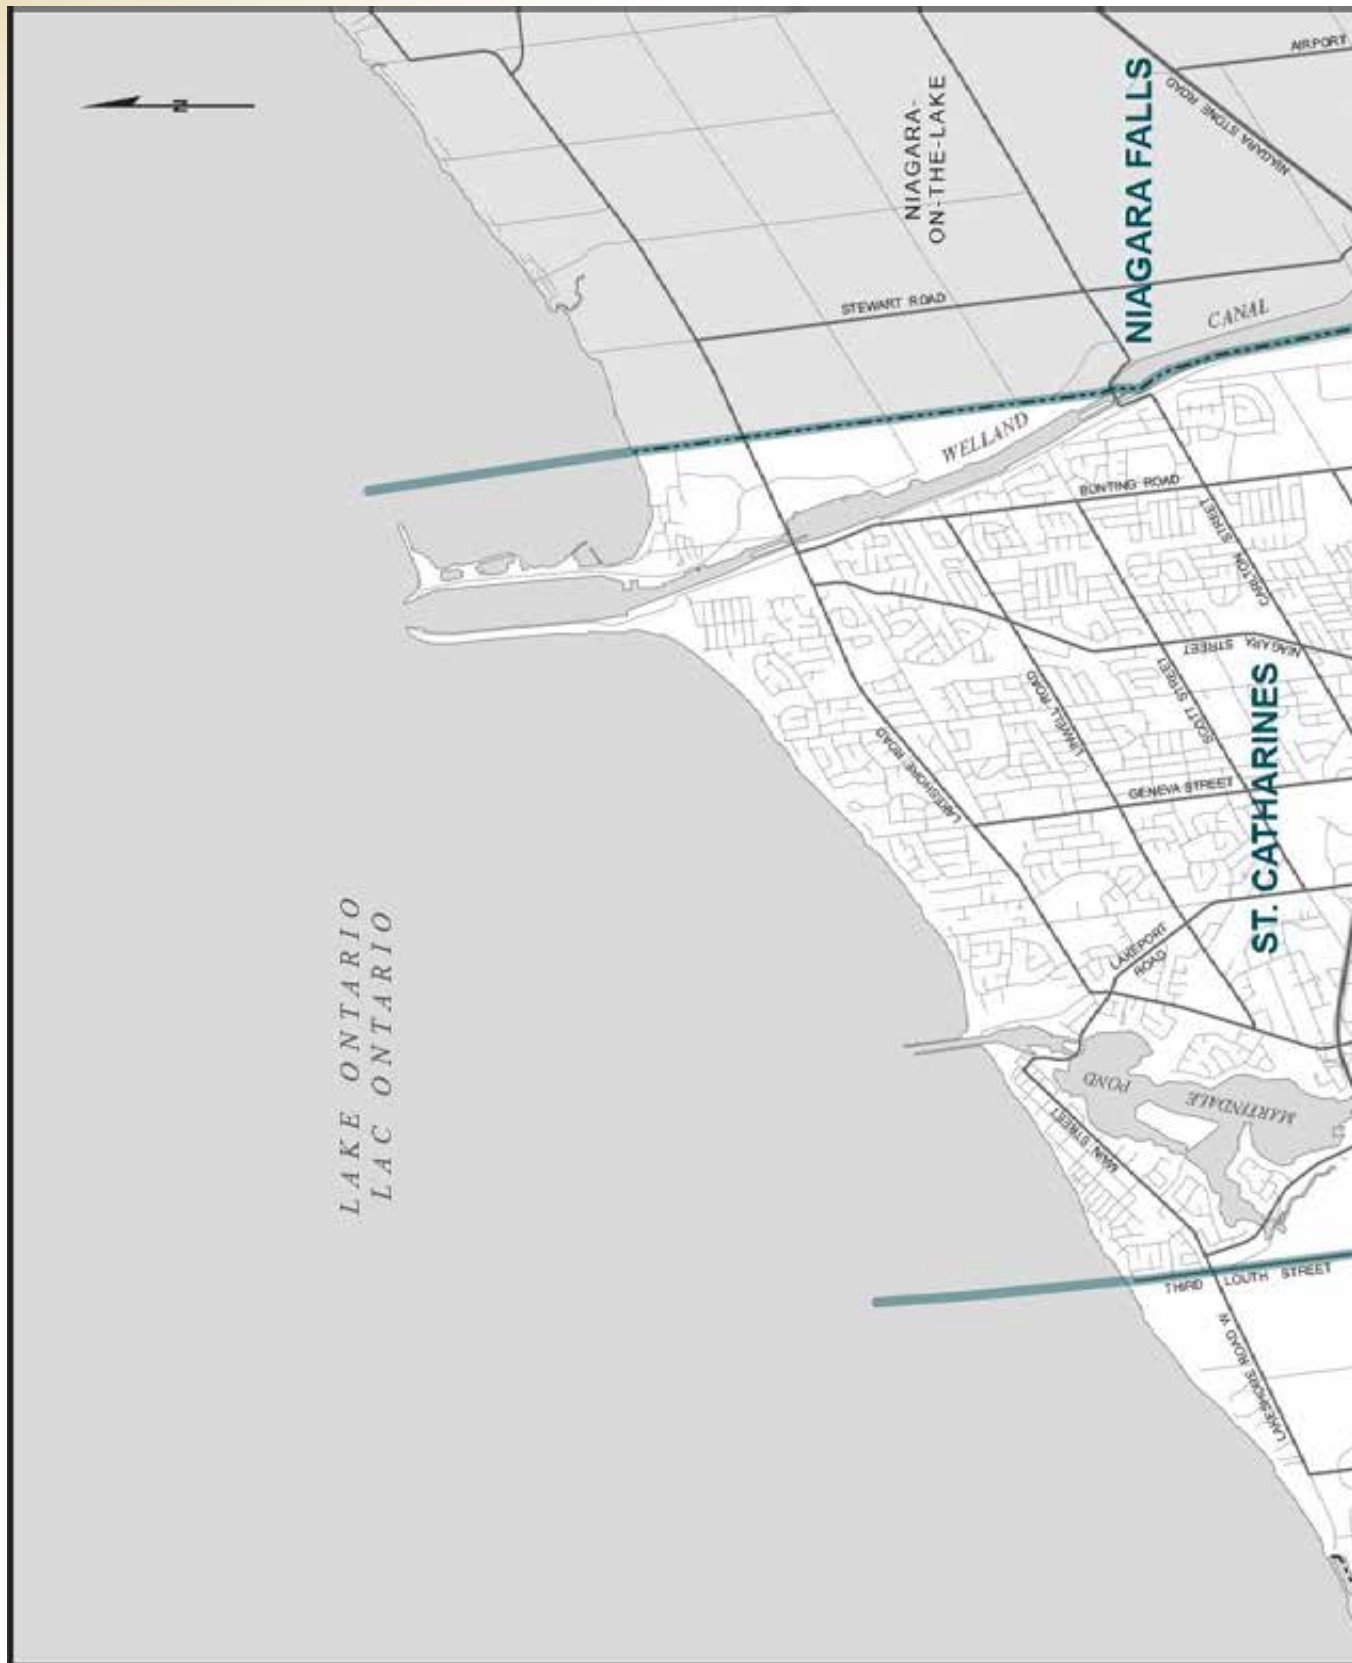 N
LAKE ONTARIO
LAC ONTARIO
NIAGARA-
ON-THE-LAKE
NIAGARA FALLS
AIRPORT
NIAGARA STONE ROAD
STEWART ROAD
CANAL
WELLAND
BUNTING ROAD
CARLTON STREET
NIAGARA STREET
SCOTT STREET
LINWELL ROAD
LAKESHORE ROAD
GENEVA STREET
ST. CATHARINES
LAKEPORT
ROAD
MARTINDALE
POND
MAIN STREET
THIRD LOUTH STREET
LAKESHORE ROAD W